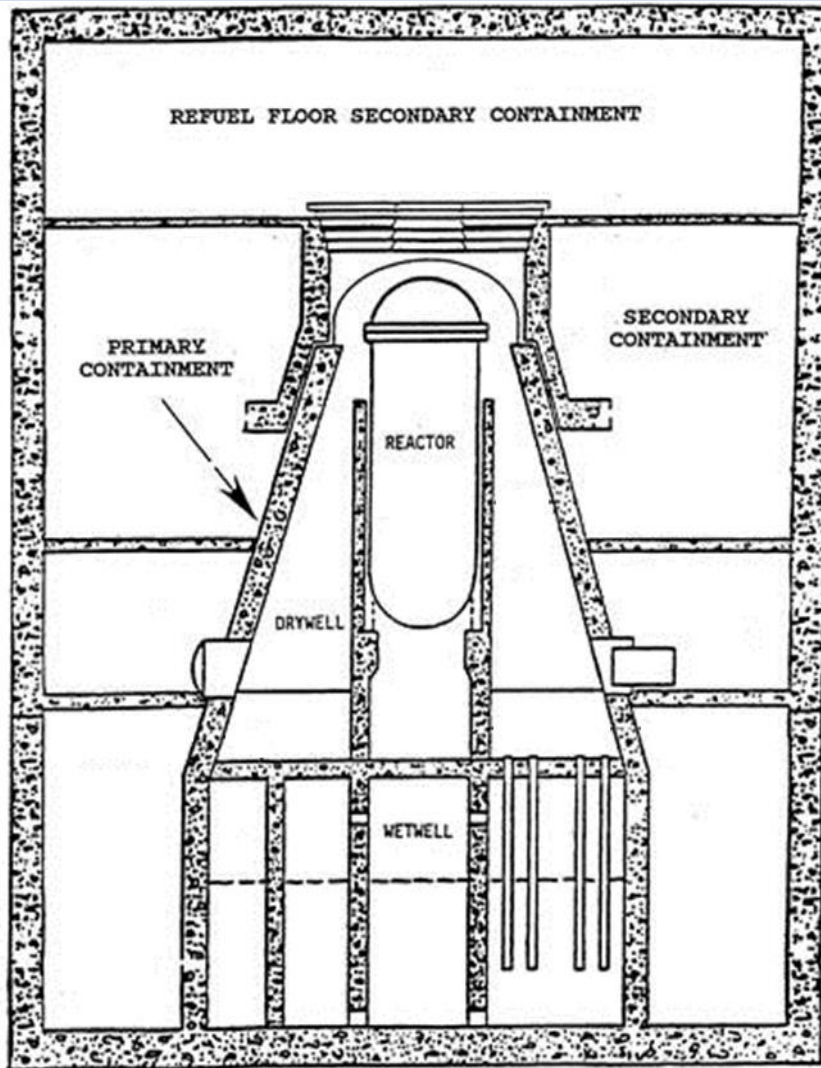 REFUEL FLOOR SECONDARY CONTAINMENT
PRIMARY
CONTAINMENT
SECONDARY
CONTAINMENT
REACTOR
DRYWELL
WETWELL